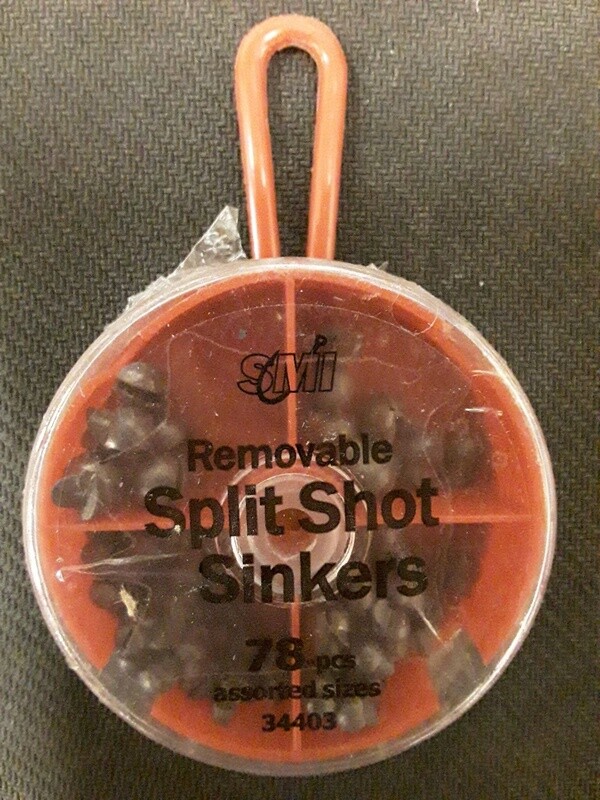 SMI
Removable
Split Shot
Sinkers
78 pcs
assorted sizes
34403